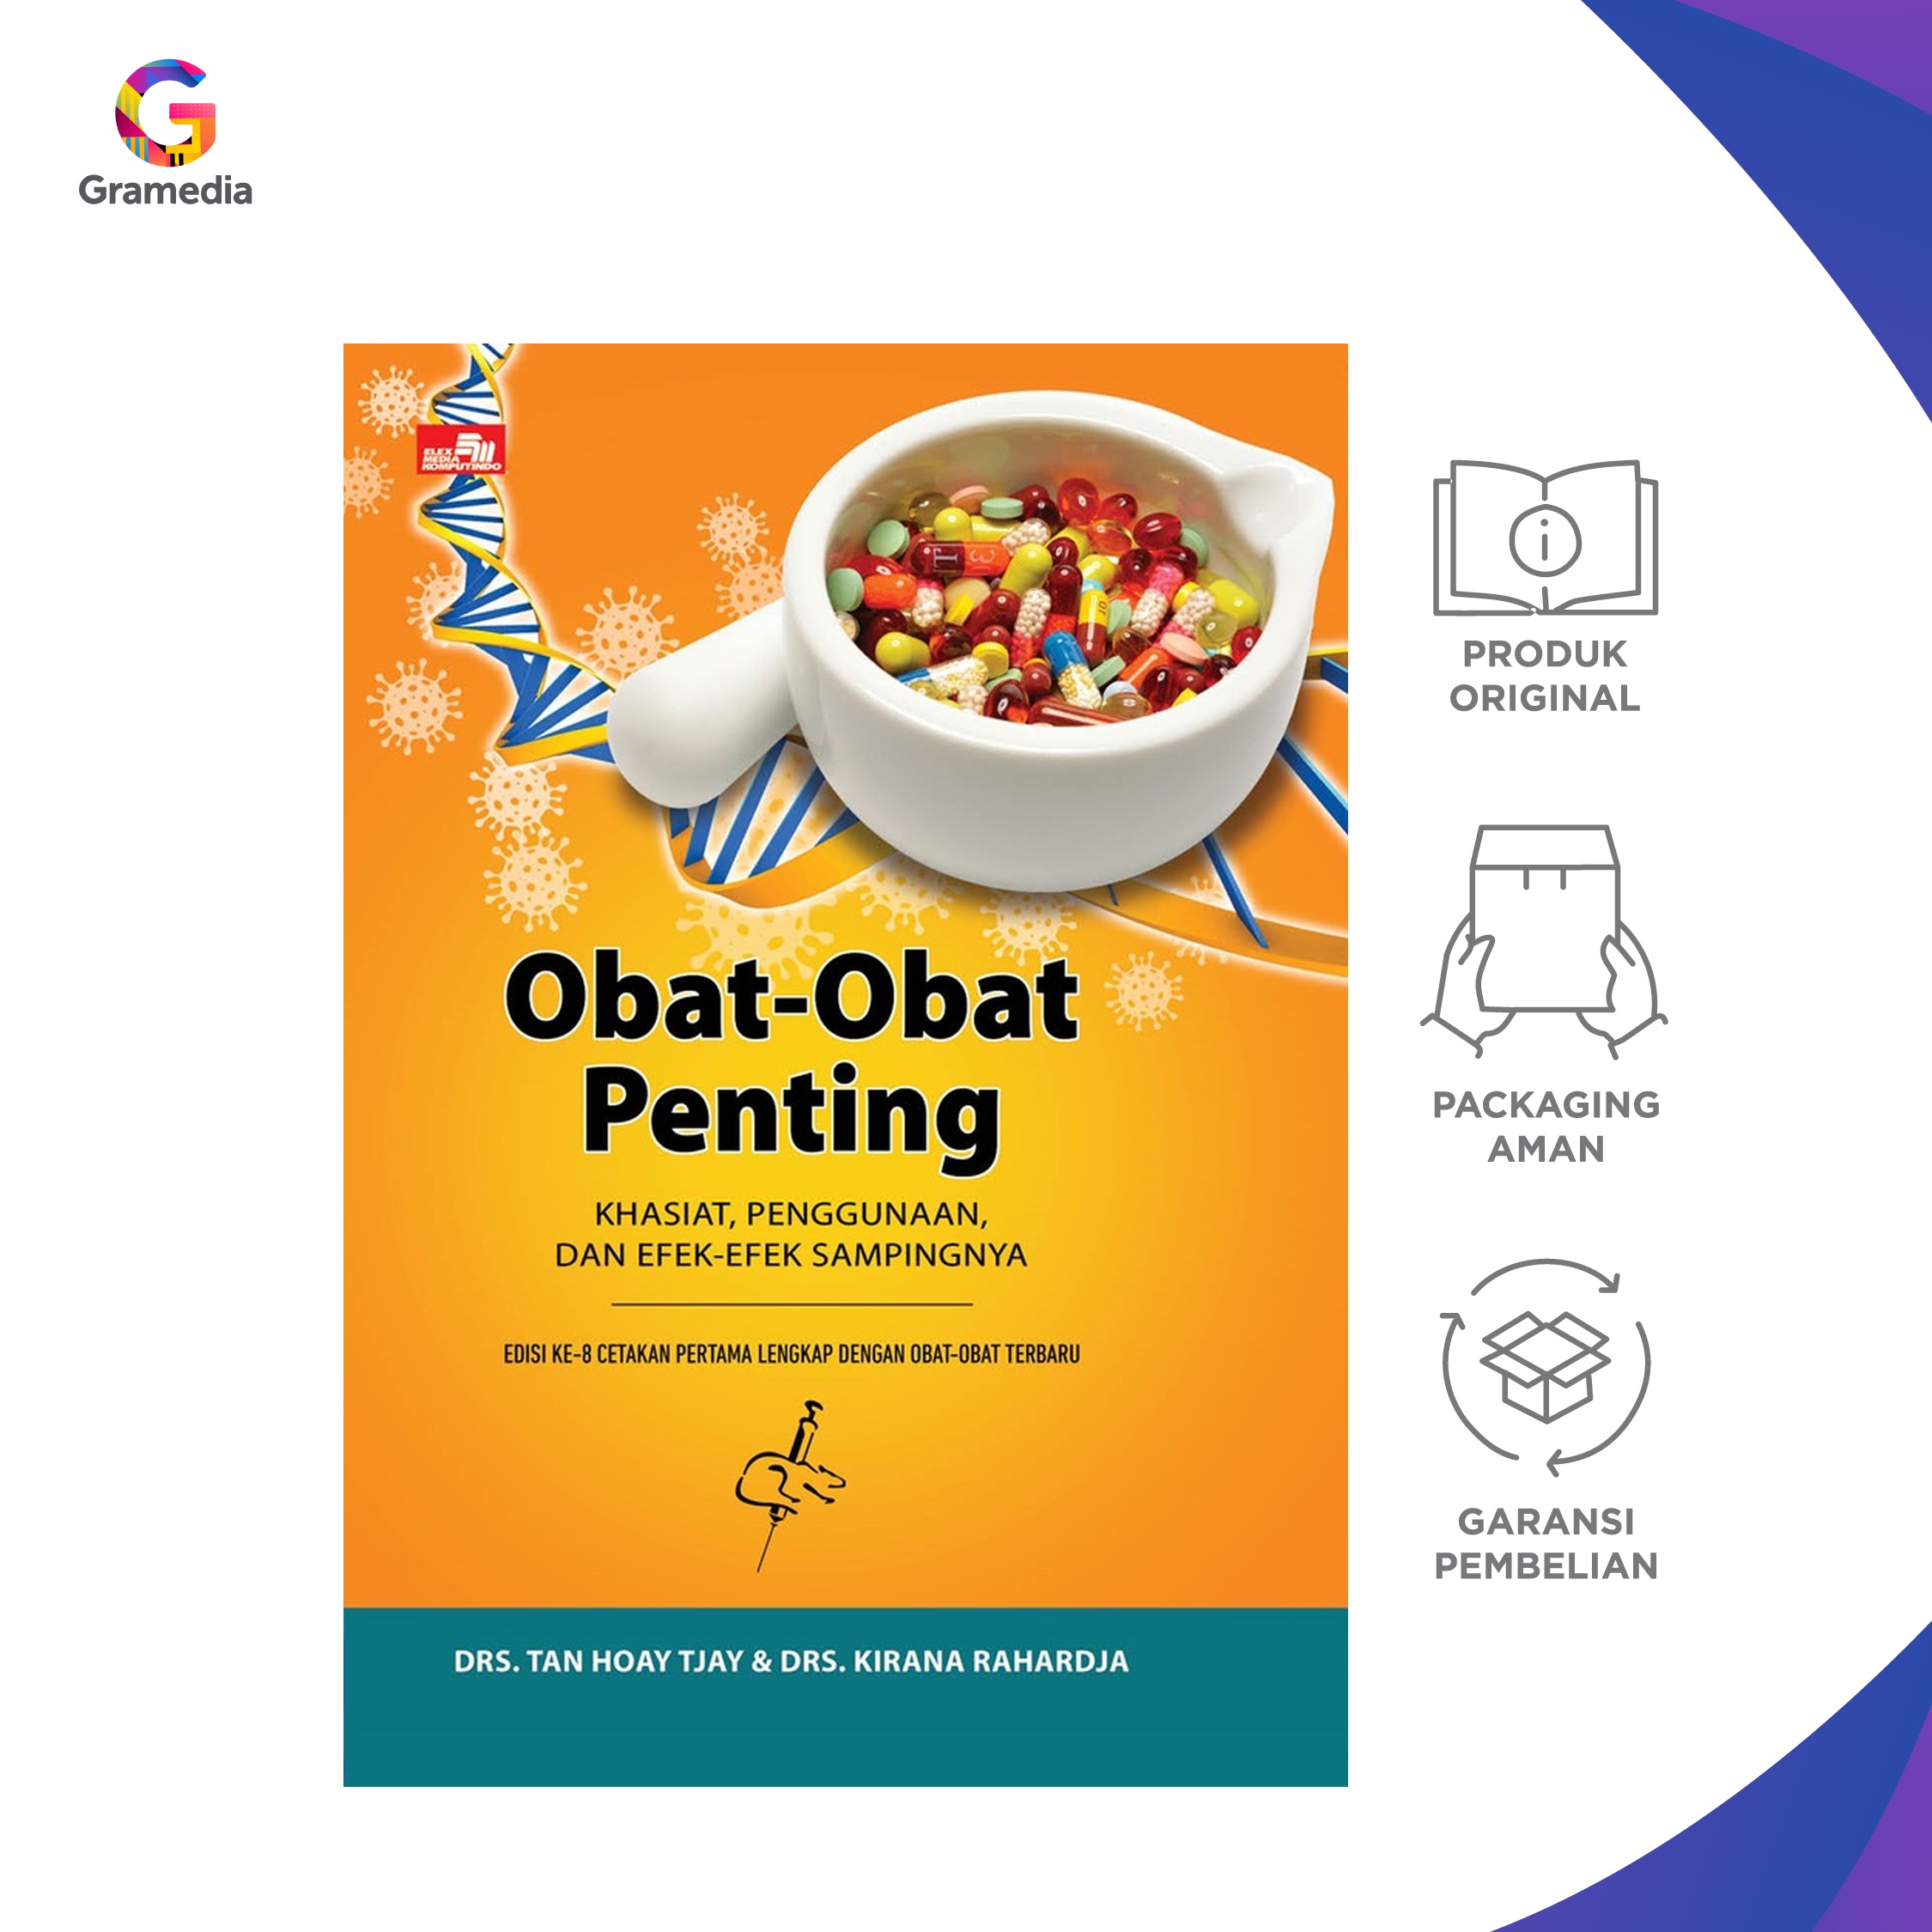 Gramedia
ELEX
MEDIA
KOMPUTINDO
Obat-Obat
Penting
KHASIAT, PENGGUNAAN,
DAN EFEK-EFEK SAMPINGNYA
EDISI KE-8 CETAKAN PERTAMA LENGKAP DENGAN OBAT-OBAT TERBARU
DRS. TAN HOAY TJAY & DRS. KIRANA RAHARDJA
PRODUK
ORIGINAL
PACKAGING
AMAN
GARANSI
PEMBELIAN